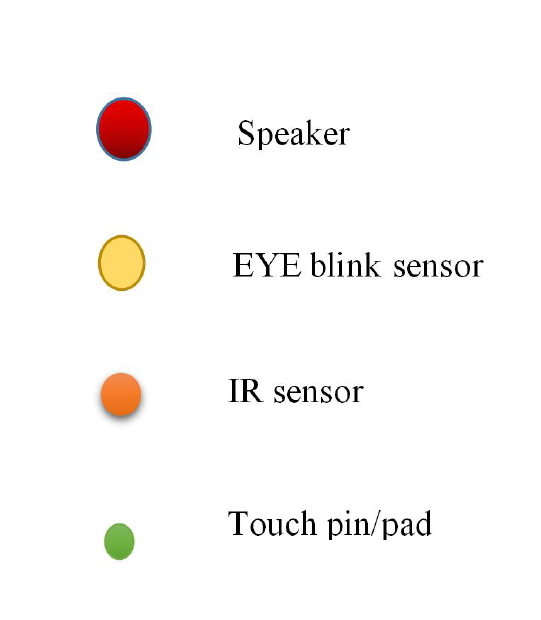 Speaker
EYE blink sensor
IR sensor
Touch pin/pad